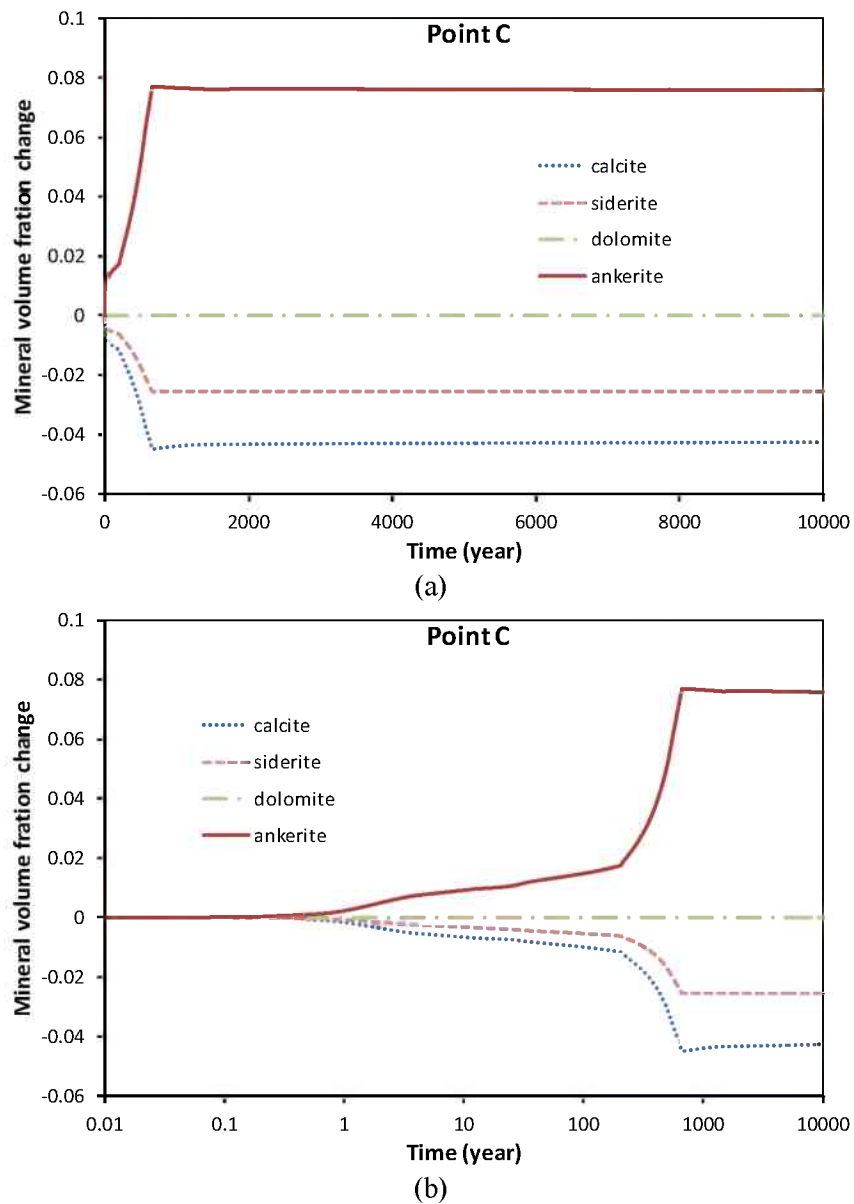 Point C
Mineral volume fration change
0.1
0.08
0.06
0.04
0.02
0
-0.02
-0.04
-0.06
calcite
siderite
dolomite
ankerite
0 2000 4000 6000 8000 10000
Time (year)
(a)
Point C
Mineral volume fration change
0.1
0.08
0.06
0.04
0.02
0
-0.02
-0.04
-0.06
calcite
siderite
dolomite
ankerite
0.01 0.1 1 10 100 1000 10000
Time (year)
(b)